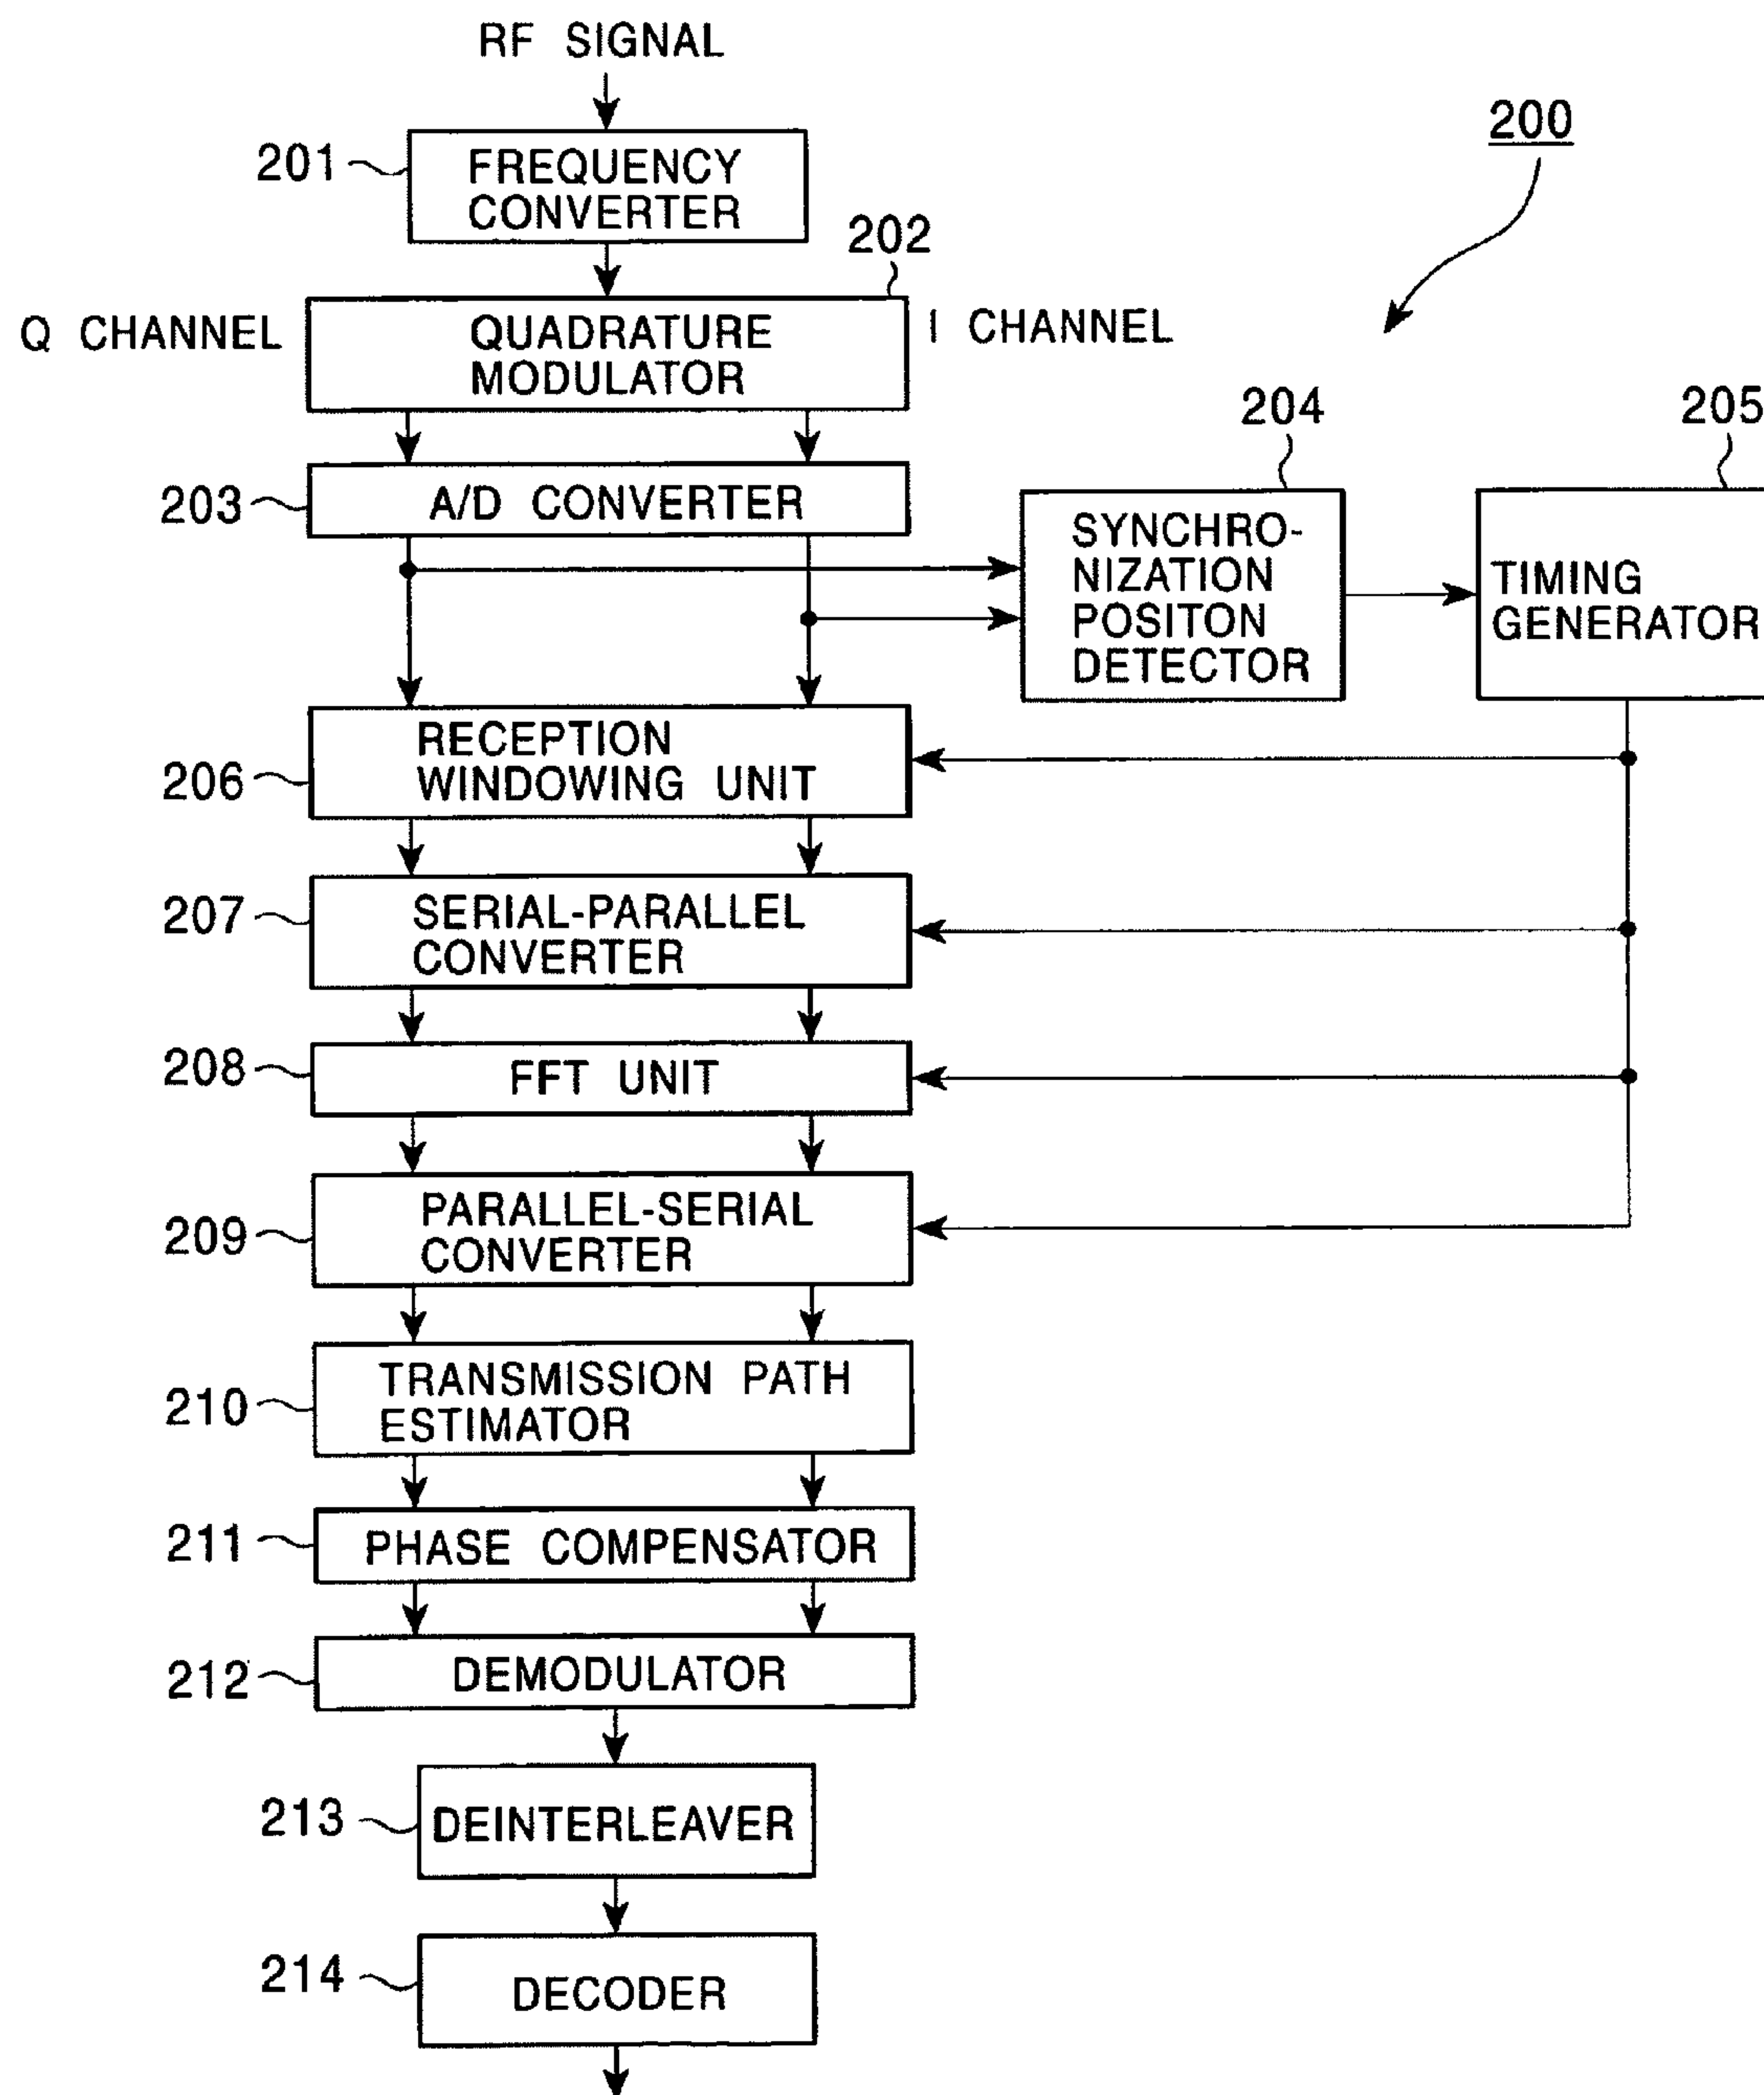 RF SIGNAL
200
201
FREQUENCY
CONVERTER
202
Q CHANNEL
QUADRATURE
MODULATOR
I CHANNEL
203
A/D CONVERTER
204
SYNCHRO-
NIZATION
POSITON
DETECTOR
205
TIMING
GENERATOR
206
RECEPTION
WINDOWING UNIT
207
SERIAL-PARALLEL
CONVERTER
208
FFT UNIT
209
PARALLEL-SERIAL
CONVERTER
210
TRANSMISSION PATH
ESTIMATOR
211
PHASE COMPENSATOR
212
DEMODULATOR
213
DEINTERLEAVER
214
DECODER